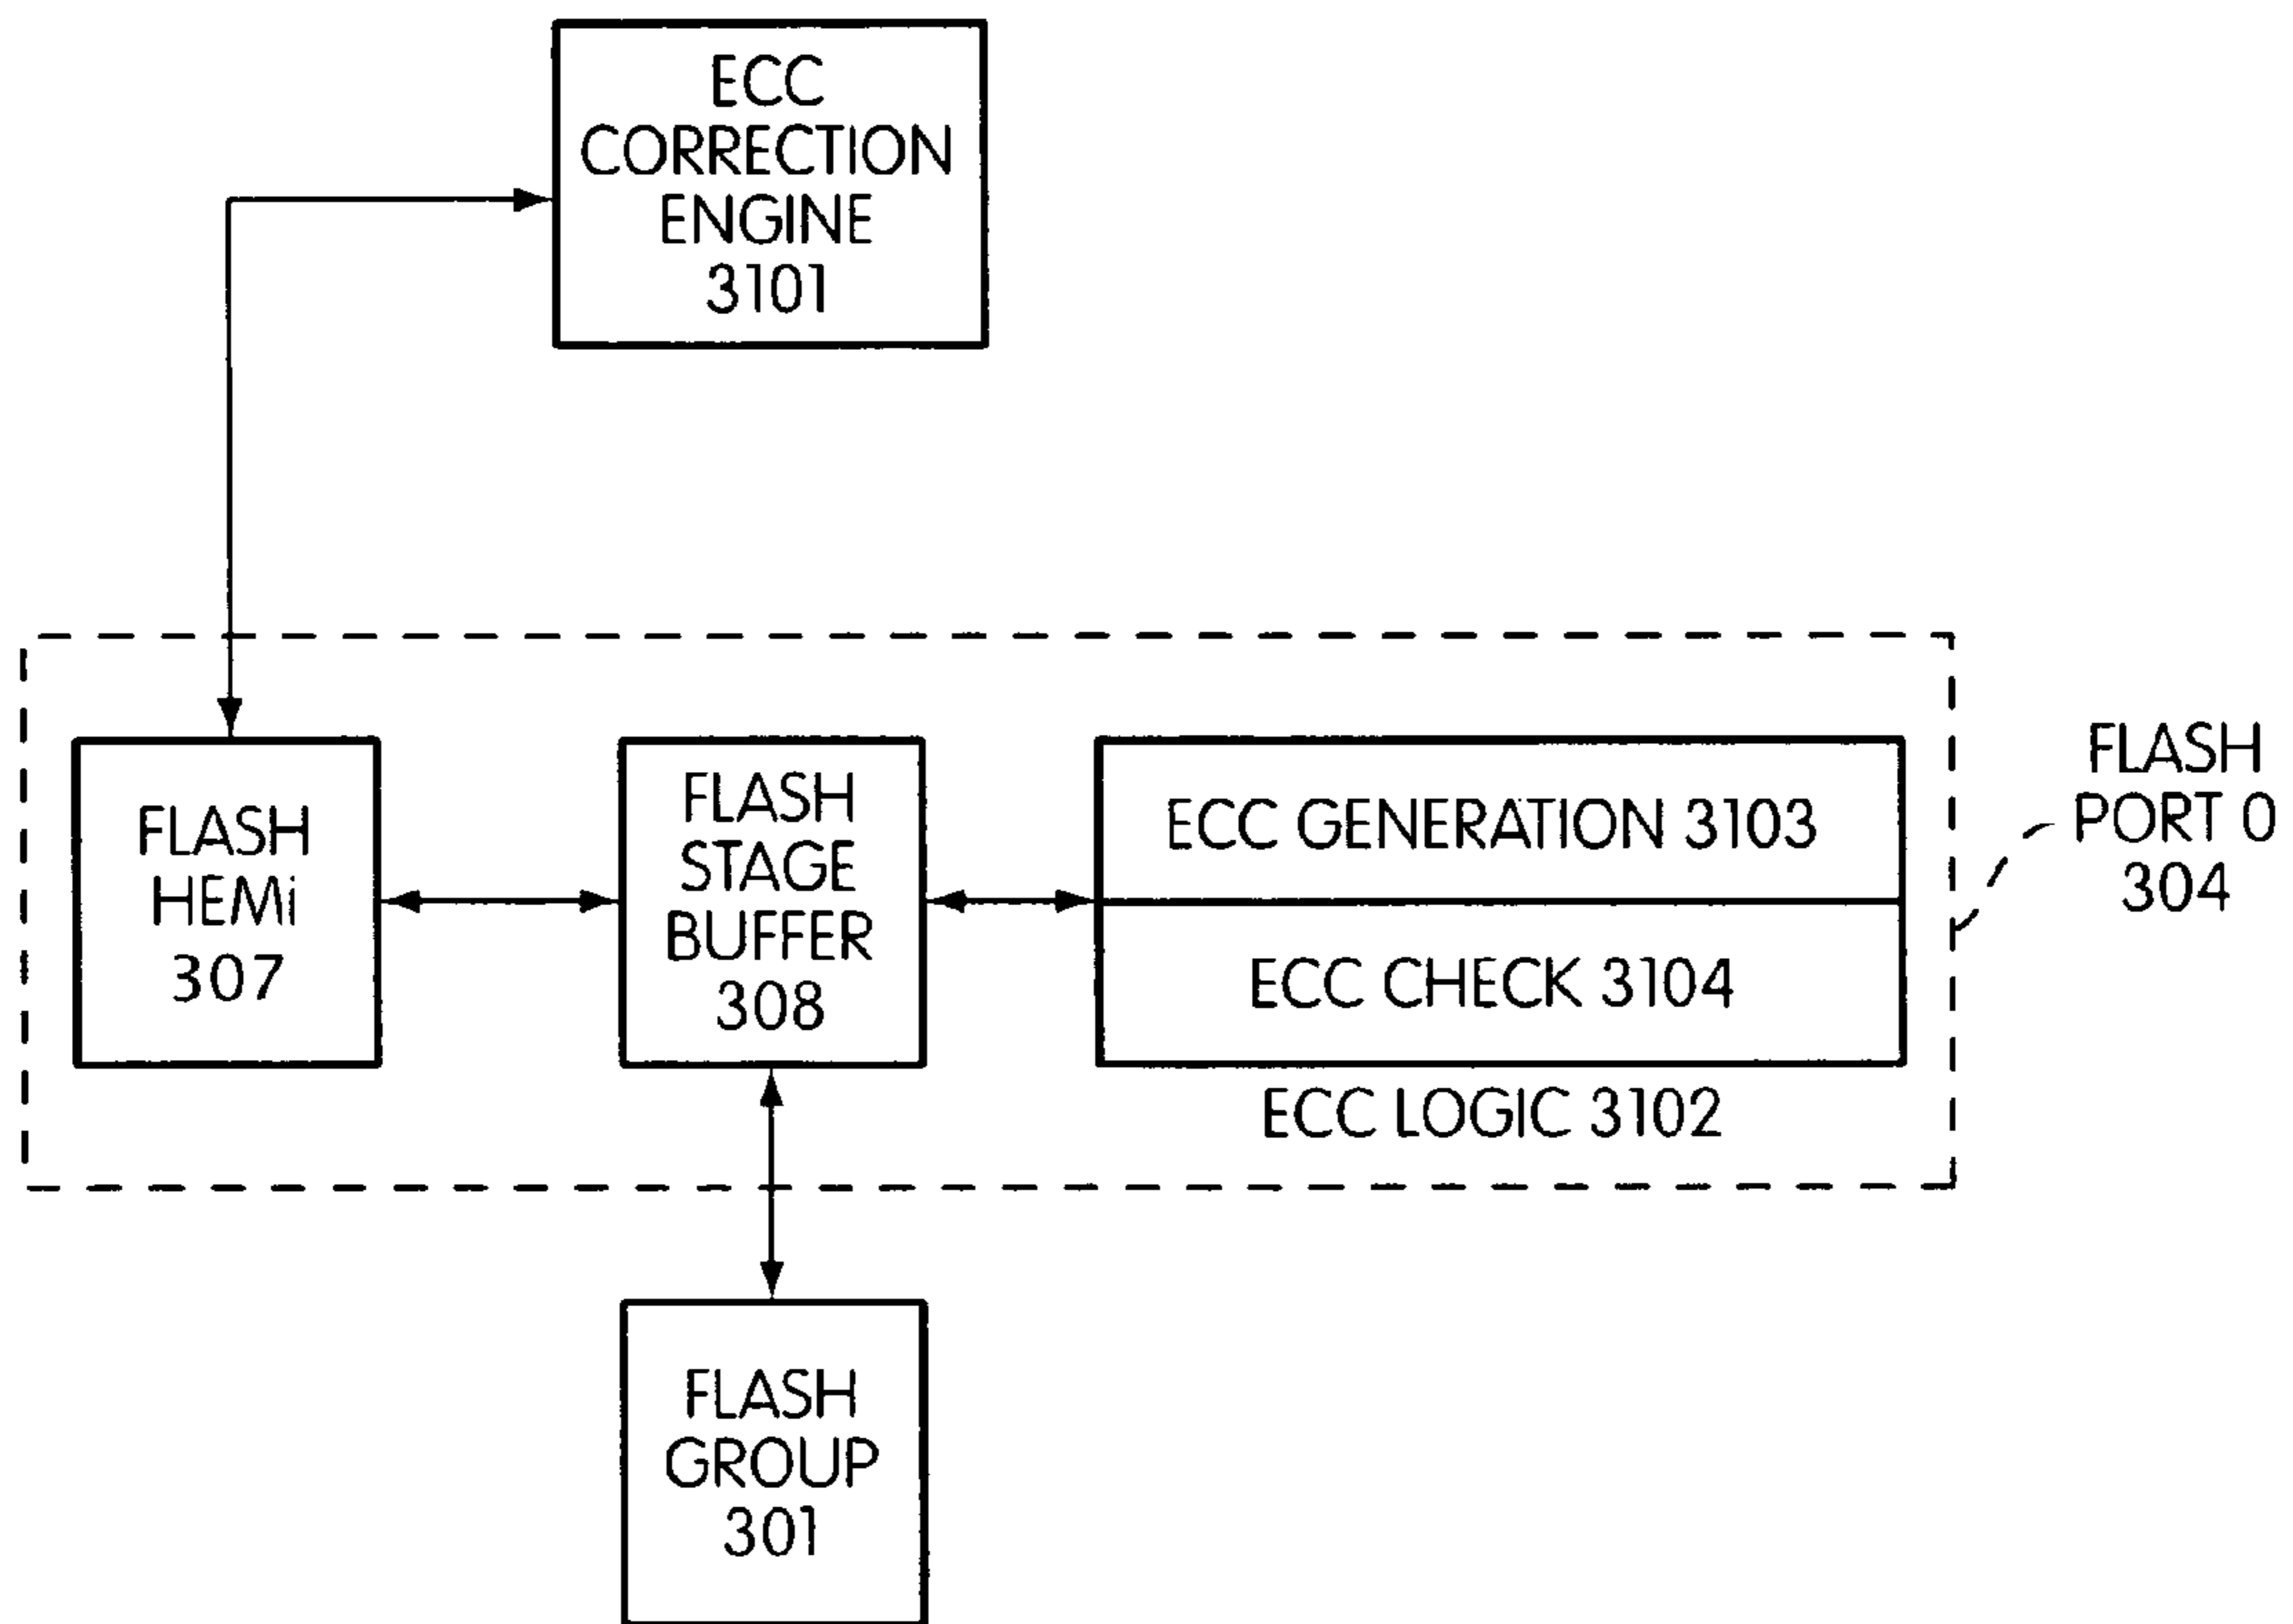 ECC
CORRECTION
ENGINE
3101
FLASH
HEMi
307
FLASH
STAGE
BUFFER
308
ECC GENERATION 3103
ECC CHECK 3104
ECC LOGIC 3102
FLASH
PORT 0
304
FLASH
GROUP
301